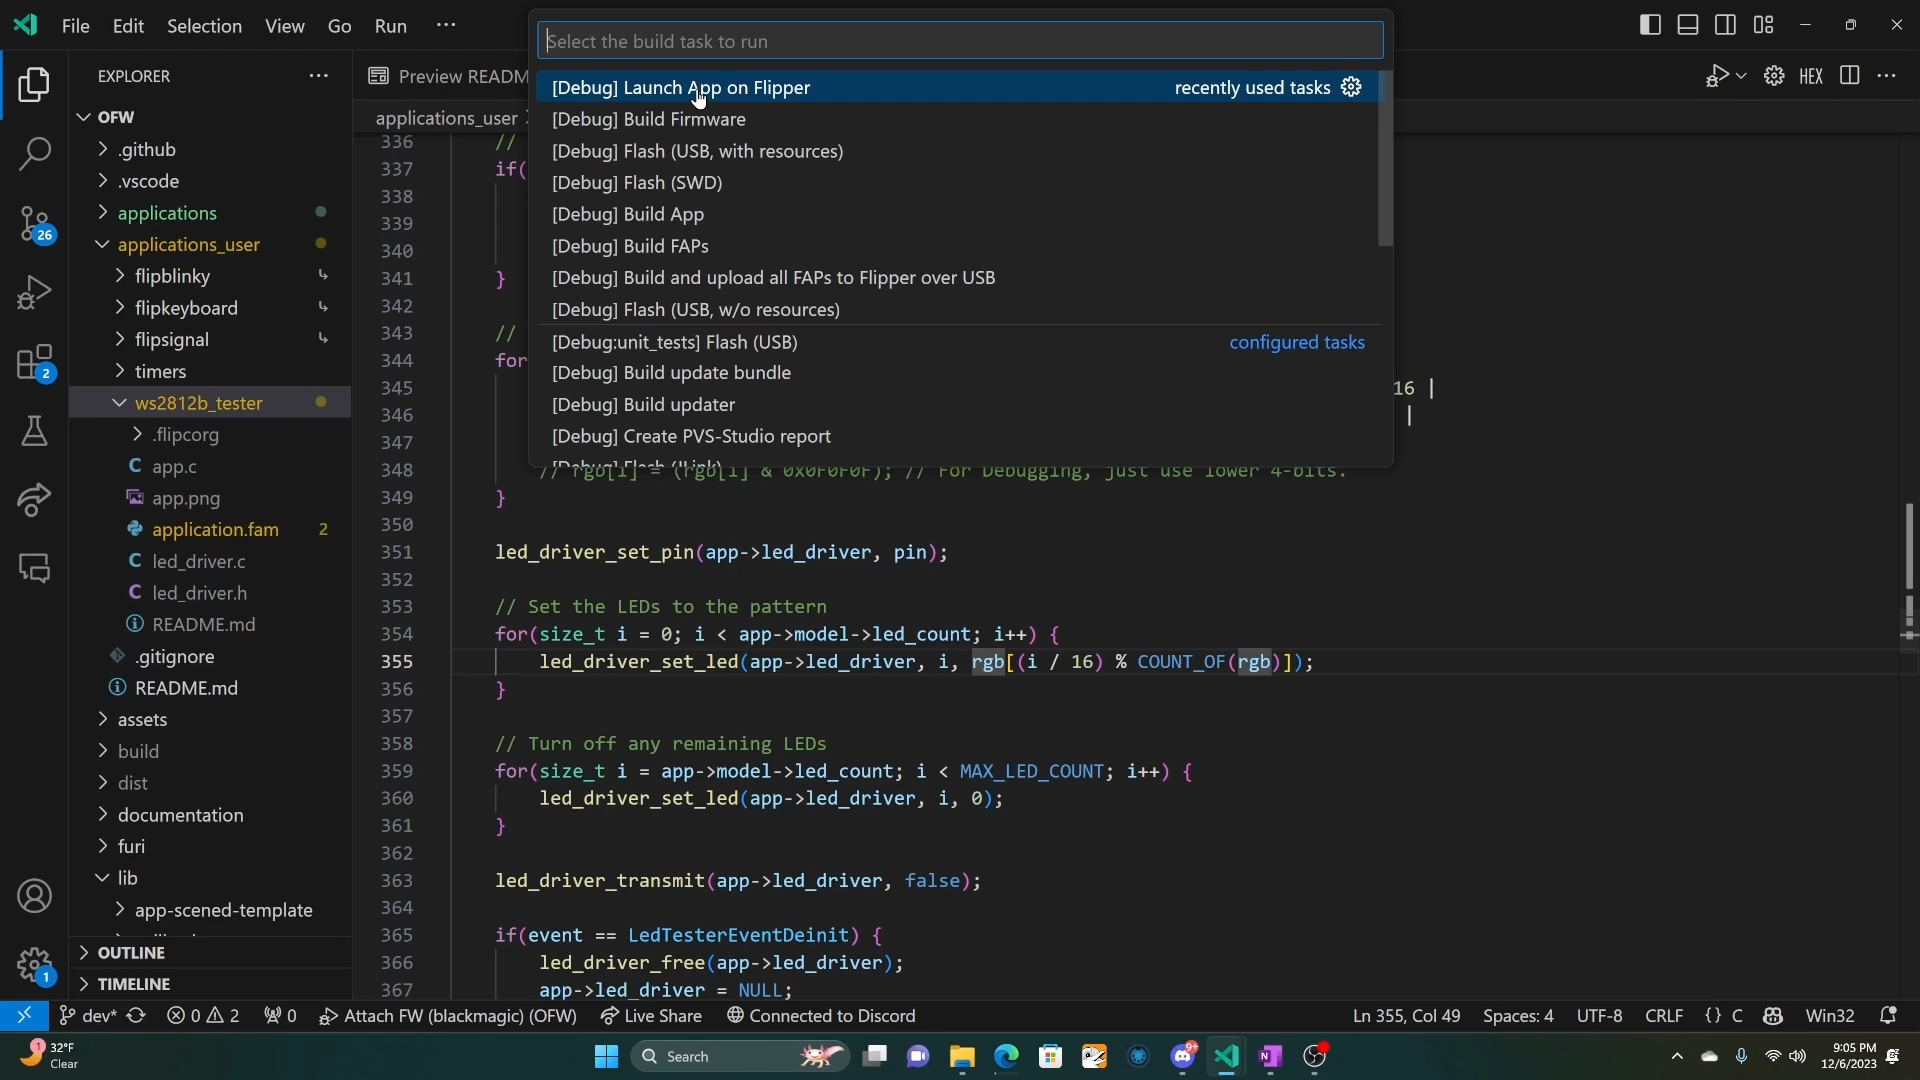 File Edit Selection View Go Run ···
Select the build task to run
[Debug] Launch App on Flipper recently used tasks
[Debug] Build Firmware
[Debug] Flash (USB, with resources)
[Debug] Flash (SWD)
[Debug] Build App
[Debug] Build FAPs
[Debug] Build and upload all FAPs to Flipper over USB
[Debug] Flash (USB, w/o resources)
[Debug:unit_tests] Flash (USB) configured tasks
[Debug] Build update bundle
[Debug] Build updater
[Debug] Create PVS-Studio report
EXPLORER ···
OFW
.github
.vscode
applications
applications_user
flipblinky
flipkeyboard
flipsignal
timers
ws2812b_tester
.flipcorg
app.c
app.png
application.fam 2
led_driver.c
led_driver.h
README.md
.gitignore
README.md
assets
build
dist
documentation
furi
lib
app-scened-template
OUTLINE
TIMELINE
26
2
1
Preview READM
HEX
applications_user
336 //
337 if(
338
339
340
341 }
342
343 //
344 for
345 16 |
346 |
347
348 // rgb[i] = (rgb[i] & 0x0F0F0F); // For Debugging, just use lower 4-bits.
349 }
350
351 led_driver_set_pin(app->led_driver, pin);
352
353 // Set the LEDs to the pattern
354 for(size_t i = 0; i < app->model->led_count; i++) {
355 led_driver_set_led(app->led_driver, i, rgb[(i / 16) % COUNT_OF(rgb)]);
356 }
357
358 // Turn off any remaining LEDs
359 for(size_t i = app->model->led_count; i < MAX_LED_COUNT; i++) {
360 led_driver_set_led(app->led_driver, i, 0);
361 }
362
363 led_driver_transmit(app->led_driver, false);
364
365 if(event == LedTesterEventDeinit) {
366 led_driver_free(app->led_driver);
367 app->led_driver = NULL;
dev* 0 2 0 Attach FW (blackmagic) (OFW) Live Share Connected to Discord Ln 355, Col 49 Spaces: 4 UTF-8 CRLF {} C Win32
1 32°F
Clear
Search
9+
9:05 PM
12/6/2023